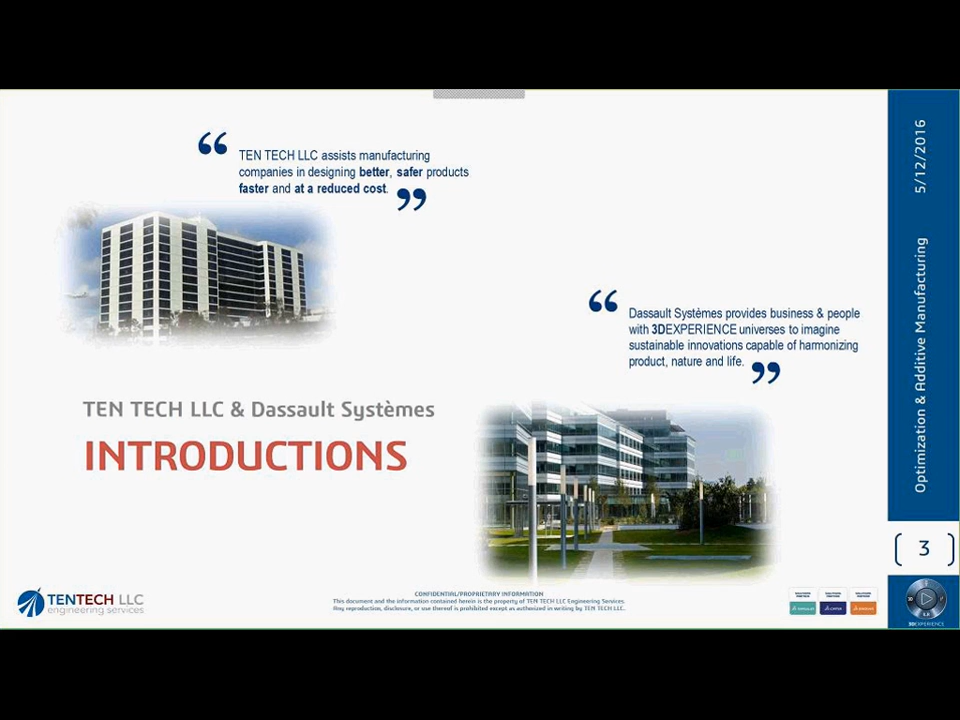 “
TEN TECH LLC assists manufacturing
companies in designing better, safer products
faster and at a reduced cost.
”
“
Dassault Systèmes provides business & people
with 3DEXPERIENCE universes to imagine
sustainable innovations capable of harmonizing
product, nature and life.
”
TEN TECH LLC & Dassault Systèmes
INTRODUCTIONS
5/12/2016
Optimization & Additive Manufacturing
3
TENTECH LLC
engineering services
CONFIDENTIAL/PROPRIETARY INFORMATION
This document and the information contained herein is the property of TEN TECH LLC Engineering Services.
Any reproduction, disclosure, or use thereof is prohibited except as authorized in writing by TEN TECH LLC.
3DEXPERIENCE